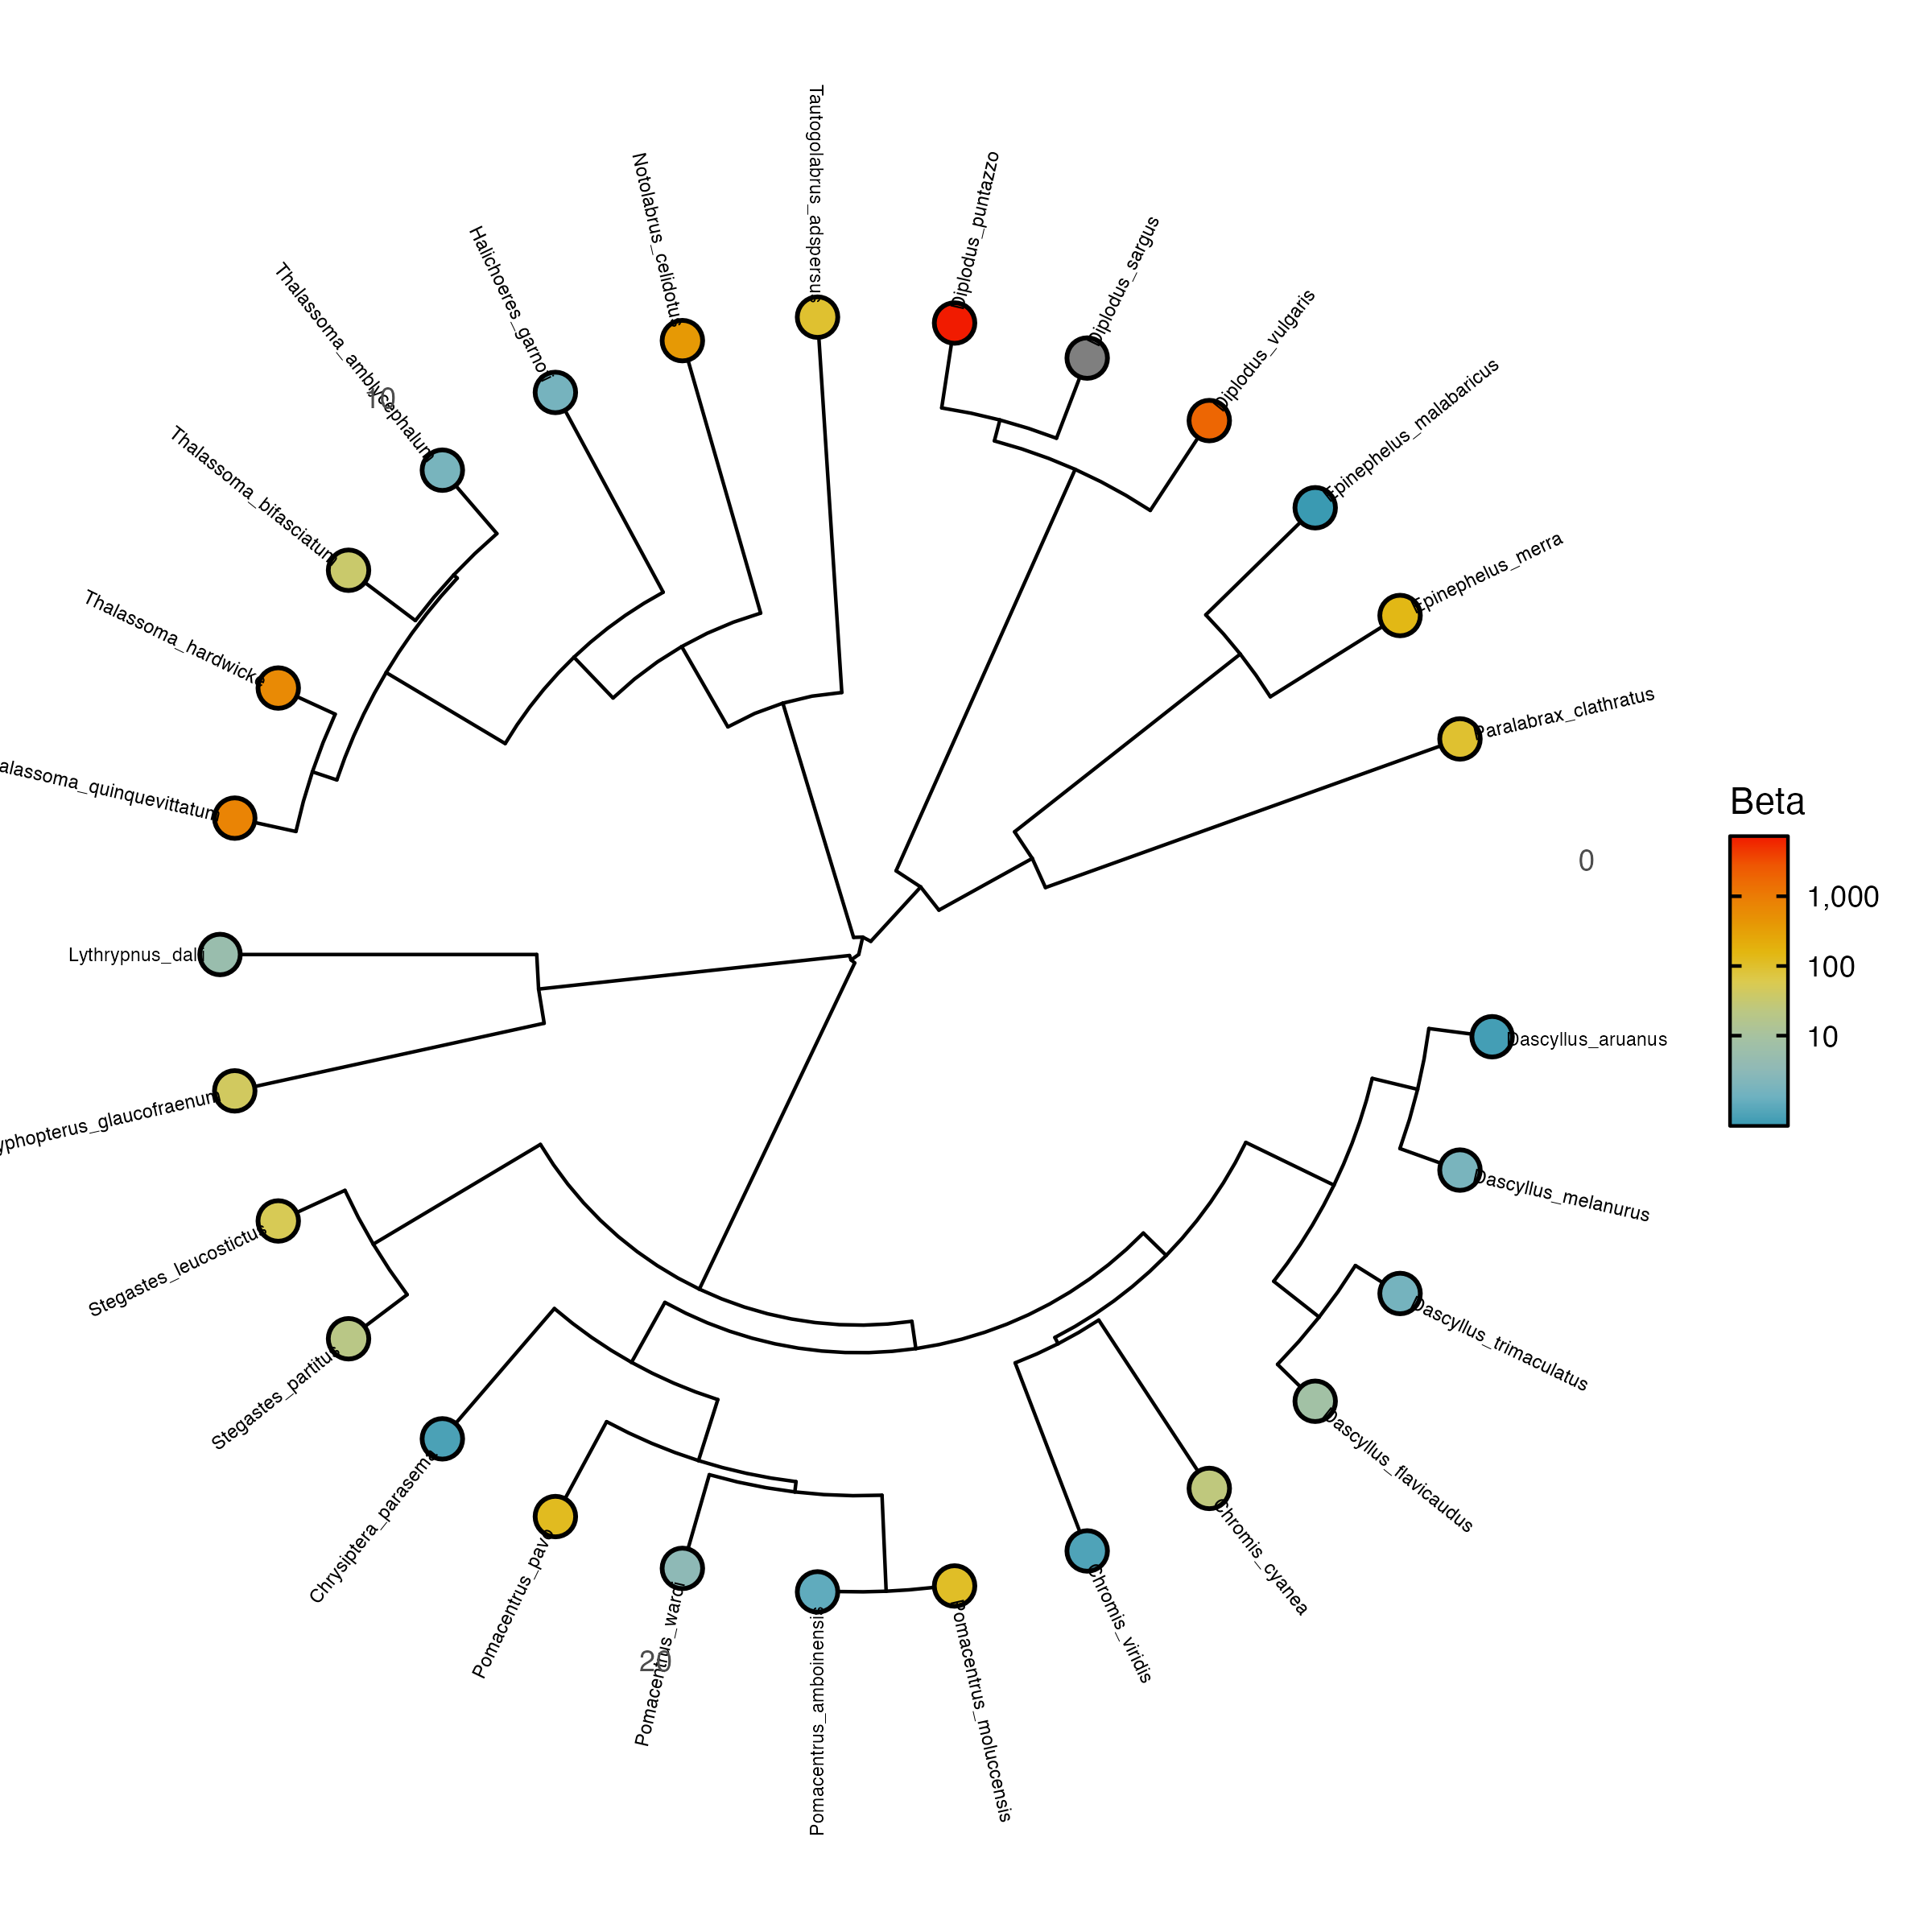 Tautogolabrus_adspersus
Diplodus_puntazzo
Notolabrus_celidotus
Diplodus_sargus
Halichoeres_garnoti
Thalassoma_amblycephalum
Diplodus_vulgaris
10
Epinephelus_malabaricus
Thalassoma_bifasciatum
Epinephelus_merra
Thalassoma_hardwicke
Paralabrax_clathratus
alassoma_quinquevittatum
Beta
0
1,000
100
10
Lythrypnus_dalli
Dascyllus_aruanus
yphopterus_glaucofraenum
Dascyllus_melanurus
Stegastes_leucostictus
Dascyllus_trimaculatus
Stegastes_partitus
Dascyllus_flavicaudus
Chrysiptera_parasema
Chromis_cyanea
Pomacentrus_pavo
Chromis_viridis
Pomacentrus_wardi
20
Pomacentrus_amboinensis
Pomacentrus_moluccensis